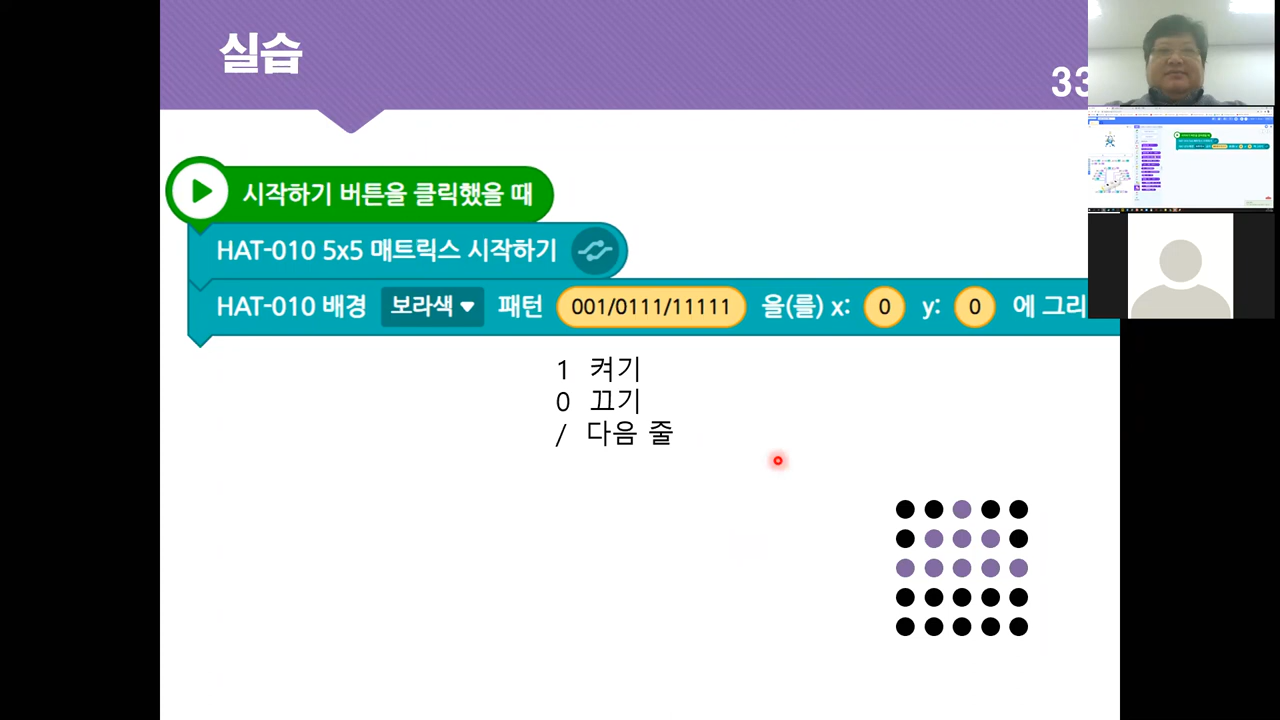 실습
33
시작하기 버튼을 클릭했을 때
HAT-010 5x5 매트릭스 시작하기
HAT-010 배경 보라색 패턴 001/0111/11111 을(를) x: 0 y: 0 에 그리
1 켜기
0 끄기
/ 다음 줄